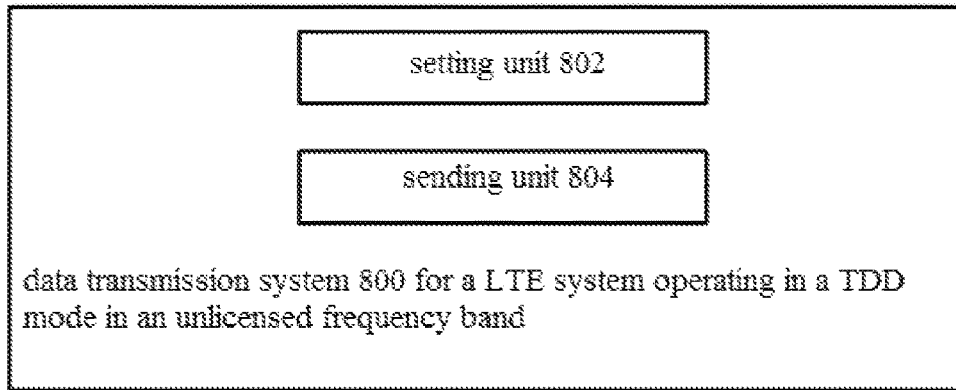 setting unit 802
sending unit 804
data transmission system 800 for a LTE system operating in a TDD
mode in an unlicensed frequency band